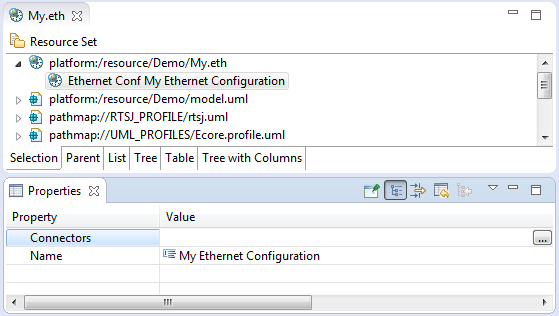 My.eth
Resource Set
platform:/resource/Demo/My.eth
Ethernet Conf My Ethernet Configuration
platform:/resource/Demo/model.uml
pathmap://RTSJ_PROFILE/rtsj.uml
pathmap://UML_PROFILES/Ecore.profile.uml
Selection Parent List Tree Table Tree with Columns
Properties
Property Value
Connectors ...
Name My Ethernet Configuration